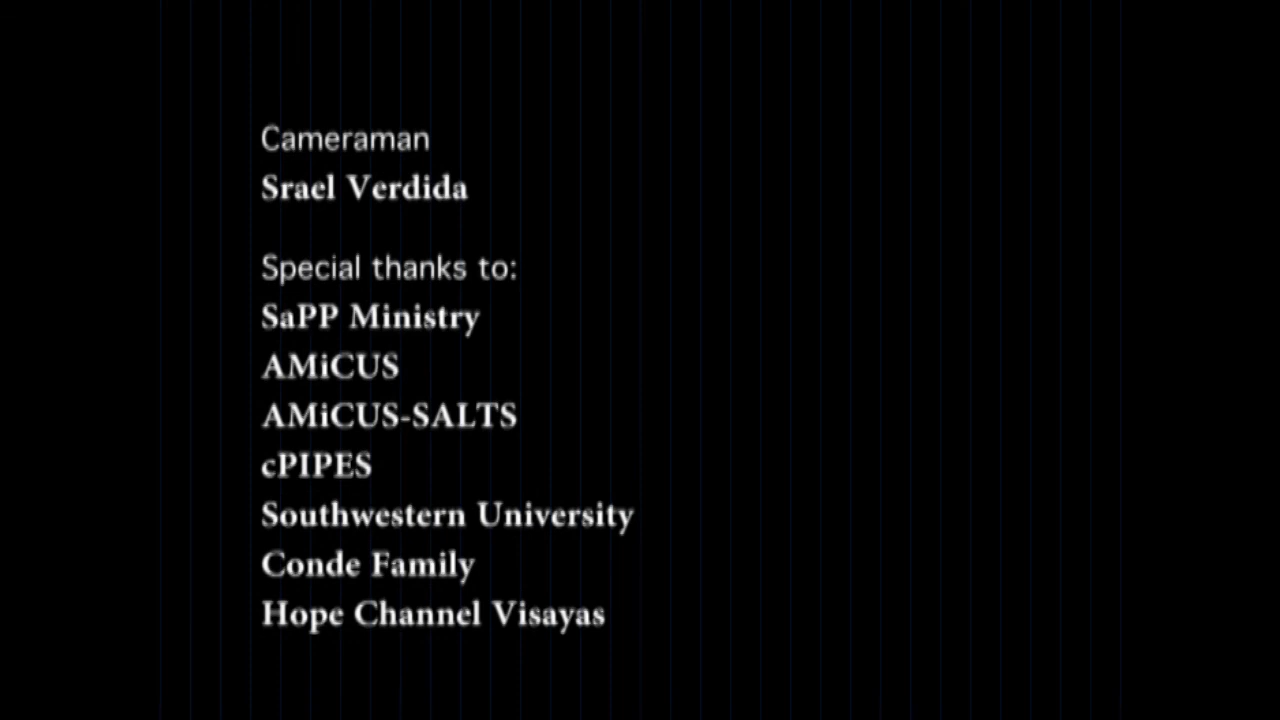 Cameraman
Srael Verdida
Special thanks to:
SaPP Ministry
AMiCUS
AMiCUS-SALTS
cPIPES
Southwestern University
Conde Family
Hope Channel Visayas